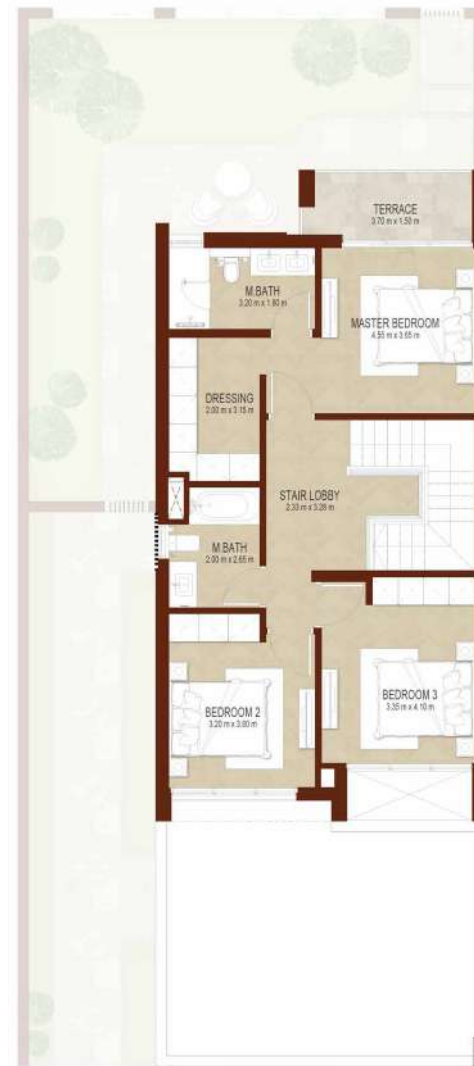 TERRACE
3.70 m x 1.50 m
M.BATH
3.20 m x 1.80 m
MASTER BEDROOM
4.55 m x 3.65 m
DRESSING
2.00 m x 3.15 m
STAIR LOBBY
2.33 m x 3.28 m
M.BATH
2.00 m x 2.65 m
BEDROOM 2
3.20 m x 3.80 m
BEDROOM 3
3.35 m x 4.10 m